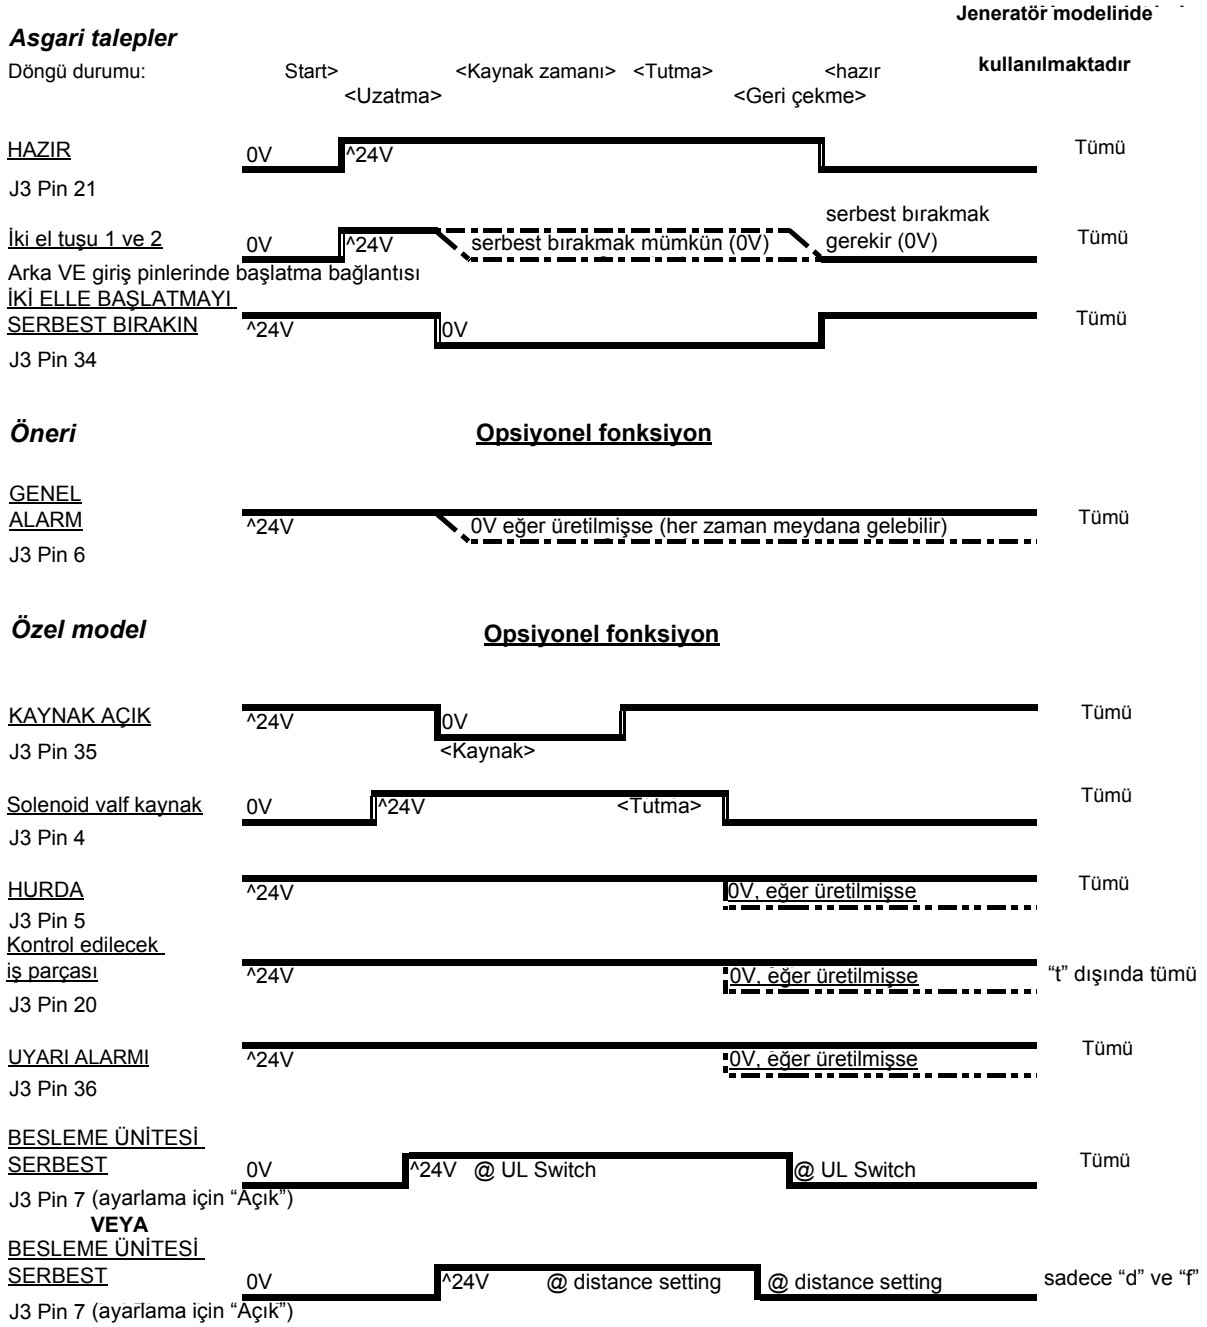 Jeneratör modelinde
Asgari talepler
kullanılmaktadır
Döngü durumu: Start> <Kaynak zamanı> <Tutma> <hazır
<Uzatma> <Geri çekme>
HAZIR 0V ^24V Tümü
J3 Pin 21
serbest bırakmak
İki el tuşu 1 ve 2 0V ^24V serbest bırakmak mümkün (0V) gerekir (0V) Tümü
Arka VE giriş pinlerinde başlatma bağlantısı
İKİ ELLE BAŞLATMAYI
SERBEST BIRAKIN ^24V 0V Tümü
J3 Pin 34
Öneri Opsiyonel fonksiyon
GENEL
ALARM ^24V 0V eğer üretilmişse (her zaman meydana gelebilir) Tümü
J3 Pin 6
Özel model Opsiyonel fonksiyon
KAYNAK AÇIK ^24V 0V Tümü
J3 Pin 35 <Kaynak>
Solenoid valf kaynak 0V ^24V <Tutma> Tümü
J3 Pin 4
HURDA ^24V 0V, eğer üretilmişse Tümü
J3 Pin 5
Kontrol edilecek
iş parçası ^24V 0V, eğer üretilmişse “t” dışında tümü
J3 Pin 20
UYARI ALARMI ^24V 0V, eğer üretilmişse Tümü
J3 Pin 36
BESLEME ÜNİTESİ
SERBEST 0V ^24V @ UL Switch @ UL Switch Tümü
J3 Pin 7 (ayarlama için “Açık”)
VEYA
BESLEME ÜNİTESİ
SERBEST 0V ^24V @ distance setting @ distance setting sadece “d” ve “f”
J3 Pin 7 (ayarlama için “Açık”)